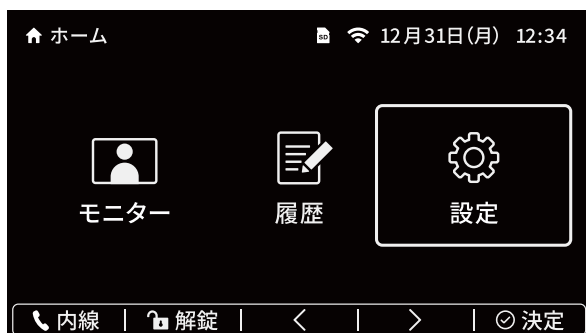 ホーム SD 12月31日(月) 12:34
モニター 履歴 設定
内線 解錠 < > 決定